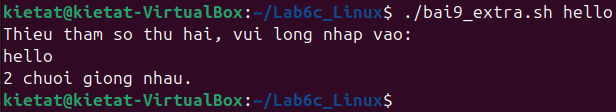 kietat@kietat-VirtualBox:~/Lab6c_Linux$ ./bai9_extra.sh hello
Thieu tham so thu hai, vui long nhap vao:
hello
2 chuoi giong nhau.
kietat@kietat-VirtualBox:~/Lab6c_Linux$